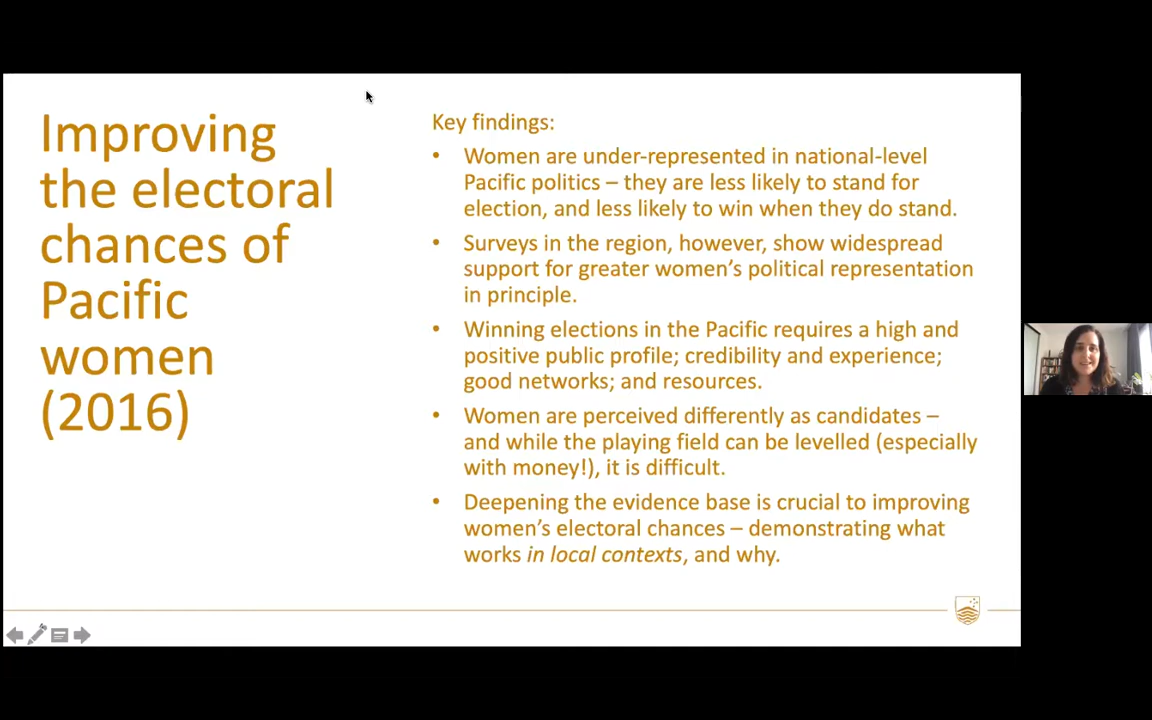 Improving
the electoral
chances of
Pacific
women
(2016)
Key findings:
• Women are under-represented in national-level
Pacific politics – they are less likely to stand for
election, and less likely to win when they do stand.
• Surveys in the region, however, show widespread
support for greater women’s political representation
in principle.
• Winning elections in the Pacific requires a high and
positive public profile; credibility and experience;
good networks; and resources.
• Women are perceived differently as candidates –
and while the playing field can be levelled (especially
with money!), it is difficult.
• Deepening the evidence base is crucial to improving
women’s electoral chances – demonstrating what
works in local contexts, and why.